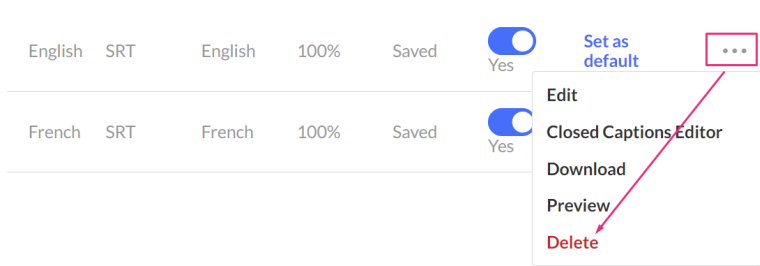 English SRT English 100% Saved Yes Set as default
Edit
Closed Captions Editor
French SRT French 100% Saved Yes
Download
Preview
Delete